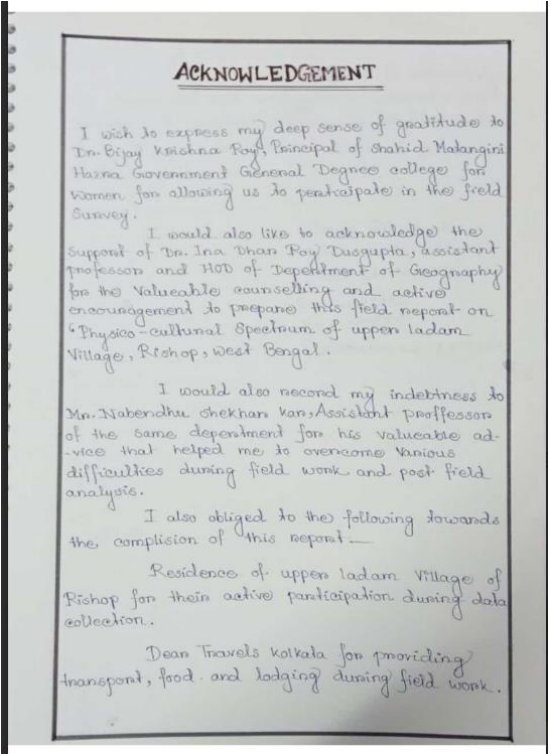 ACKNOWLEDGEMENT
I wish to express my deep sense of gratitude to
Dr. Bijay Krishna Roy, Principal of Shahid Matangini
Hazra Government General Degree college for
women for allowing us to perticipate in the field
Survey.
I would also like to acknowledge the
Support of Dr. Ina Dhar Roy Dusgupta, assistant
professor and HOD of Depertment of Geography
for the Valueable counselling and active
encouragement to prepare this field report on
"Physico-cultural Spectrum of upper ladam
Village, Rishop, West Bengal.
I would also record my indebtness to
Mr. Nabendhu Shekhar kar, Assistant proffessor
of the same depertment for his valueable ad-
-vice that helped me to overcome various
difficulties during field work and post field
analysis.
I also obliged to the following towards
the complision of this report —
Residence of upper ladam Village of
Rishop for their active participation during data
collection.
Dean Travels Kolkata for providing
transport, food and lodging during field work.